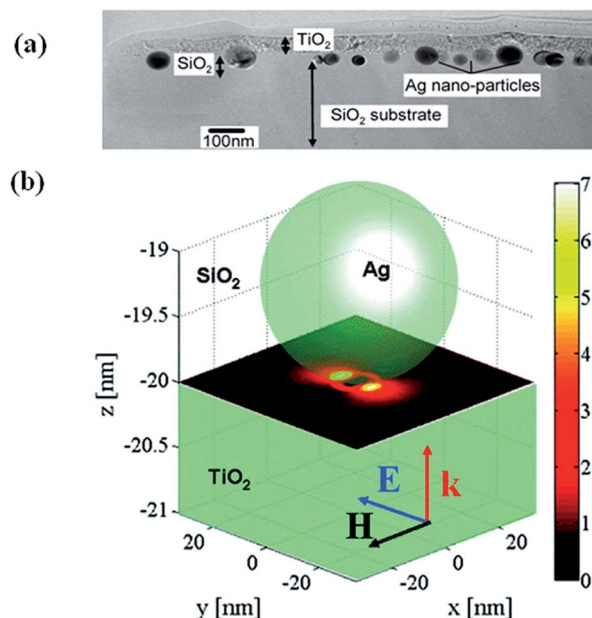 (a)
TiO2
SiO2
Ag nano-particles
SiO2 substrate
100nm
(b)
7
6
5
4
3
2
1
0
-19
-19.5
-20
-20.5
-21
z [nm]
SiO2
Ag
TiO2
E
k
H
20
0
-20
y [nm]
-20
0
20
x [nm]